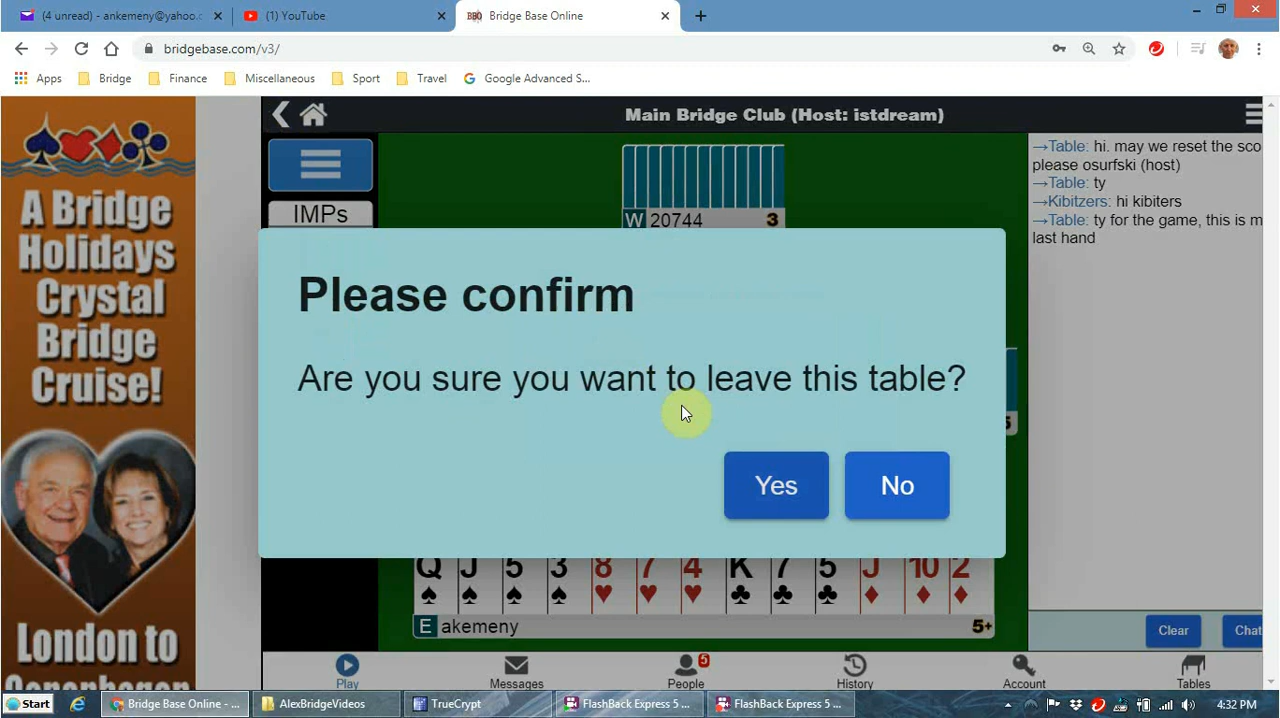 (4 unread) - ankemeny@yahoo.c
(1) YouTube
BBO
Bridge Base Online
bridgebase.com/v3/
Apps
Bridge
Finance
Miscellaneous
Sport
Travel
Google Advanced S...
A Bridge
Holidays
Crystal
Bridge
Cruise!
London to
Main Bridge Club (Host: istdream)
IMPs
W 20744 3
→Table: hi. may we reset the sco
please osurfski (host)
→Table: ty
→Kibitzers: hi kibiters
→Table: ty for the game, this is m
last hand
Please confirm
Are you sure you want to leave this table?
Yes
No
Q J 5 3 8 7 4 K 7 5 J 10 2
E akemeny 5+
Clear
Chat
Play
Messages
5
People
History
Account
Tables
Start
Bridge Base Online - ...
AlexBridgeVideos
TrueCrypt
FlashBack Express 5 ...
FlashBack Express 5 ...
4:32 PM